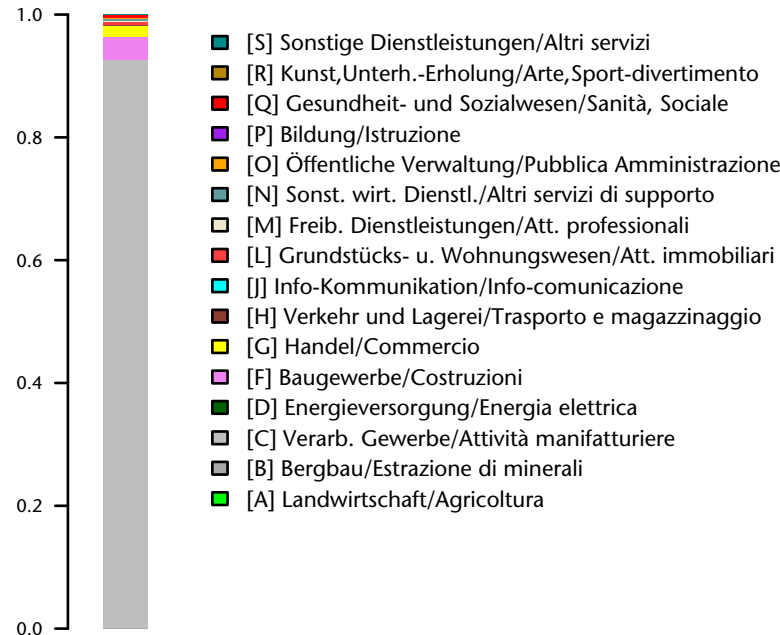 1.0
0.8
0.6
0.4
0.2
0.0
[S] Sonstige Dienstleistungen/Altri servizi
[R] Kunst,Unterh.-Erholung/Arte,Sport-divertimento
[Q] Gesundheit- und Sozialwesen/Sanità, Sociale
[P] Bildung/Istruzione
[O] Öffentliche Verwaltung/Pubblica Amministrazione
[N] Sonst. wirt. Dienstl./Altri servizi di supporto
[M] Freib. Dienstleistungen/Att. professionali
[L] Grundstücks- u. Wohnungswesen/Att. immobiliari
[J] Info-Kommunikation/Info-comunicazione
[H] Verkehr und Lagerei/Trasporto e magazzinaggio
[G] Handel/Commercio
[F] Baugewerbe/Costruzioni
[D] Energieversorgung/Energia elettrica
[C] Verarb. Gewerbe/Attività manifatturiere
[B] Bergbau/Estrazione di minerali
[A] Landwirtschaft/Agricoltura